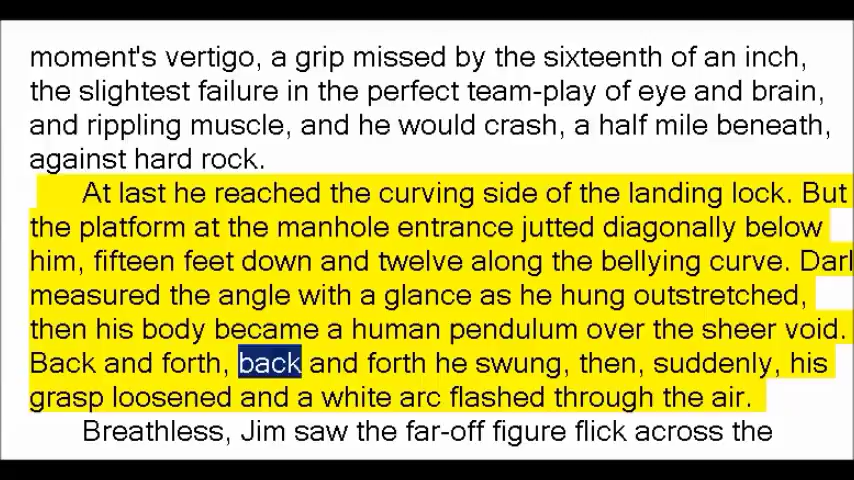 moment's vertigo, a grip missed by the sixteenth of an inch,
the slightest failure in the perfect team-play of eye and brain,
and rippling muscle, and he would crash, a half mile beneath,
against hard rock.
At last he reached the curving side of the landing lock. But
the platform at the manhole entrance jutted diagonally below
him, fifteen feet down and twelve along the bellying curve. Darl
measured the angle with a glance as he hung outstretched,
then his body became a human pendulum over the sheer void.
Back and forth, back and forth he swung, then, suddenly, his
grasp loosened and a white arc flashed through the air.
Breathless, Jim saw the far-off figure flick across the